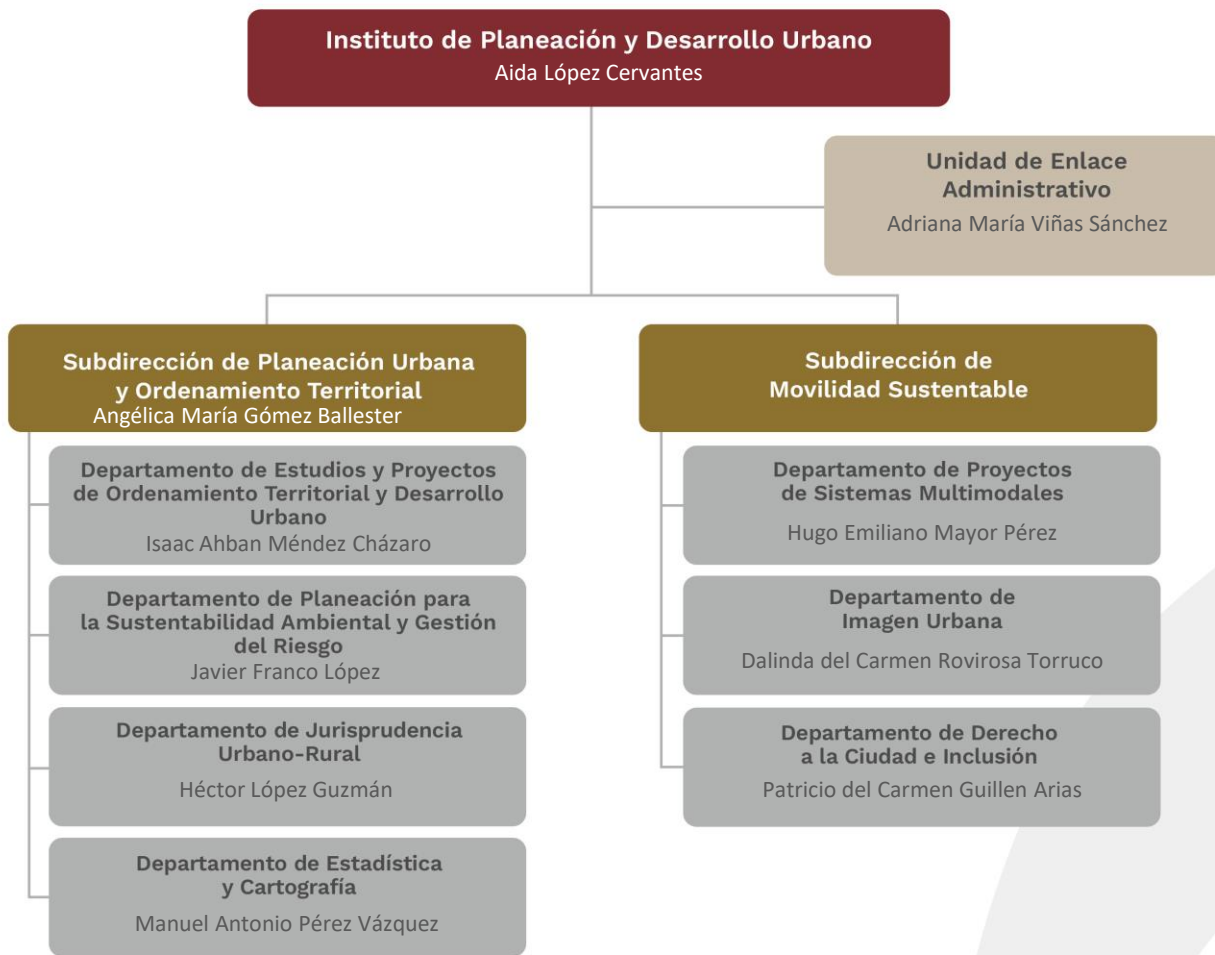 Instituto de Planeación y Desarrollo Urbano
Aida López Cervantes
Unidad de Enlace
Administrativo
Adriana María Viñas Sánchez
Subdirección de Planeación Urbana
y Ordenamiento Territorial
Angélica María Gómez Ballester
Departamento de Estudios y Proyectos
de Ordenamiento Territorial y Desarrollo
Urbano
Isaac Ahban Méndez Cházaro
Departamento de Planeación para
la Sustentabilidad Ambiental y Gestión
del Riesgo
Javier Franco López
Departamento de Jurisprudencia
Urbano-Rural
Héctor López Guzmán
Departamento de Estadística
y Cartografía
Manuel Antonio Pérez Vázquez
Subdirección de
Movilidad Sustentable
Departamento de Proyectos
de Sistemas Multimodales
Hugo Emiliano Mayor Pérez
Departamento de
Imagen Urbana
Dalinda del Carmen Rovirosa Torruco
Departamento de Derecho
a la Ciudad e Inclusión
Patricio del Carmen Guillen Arias